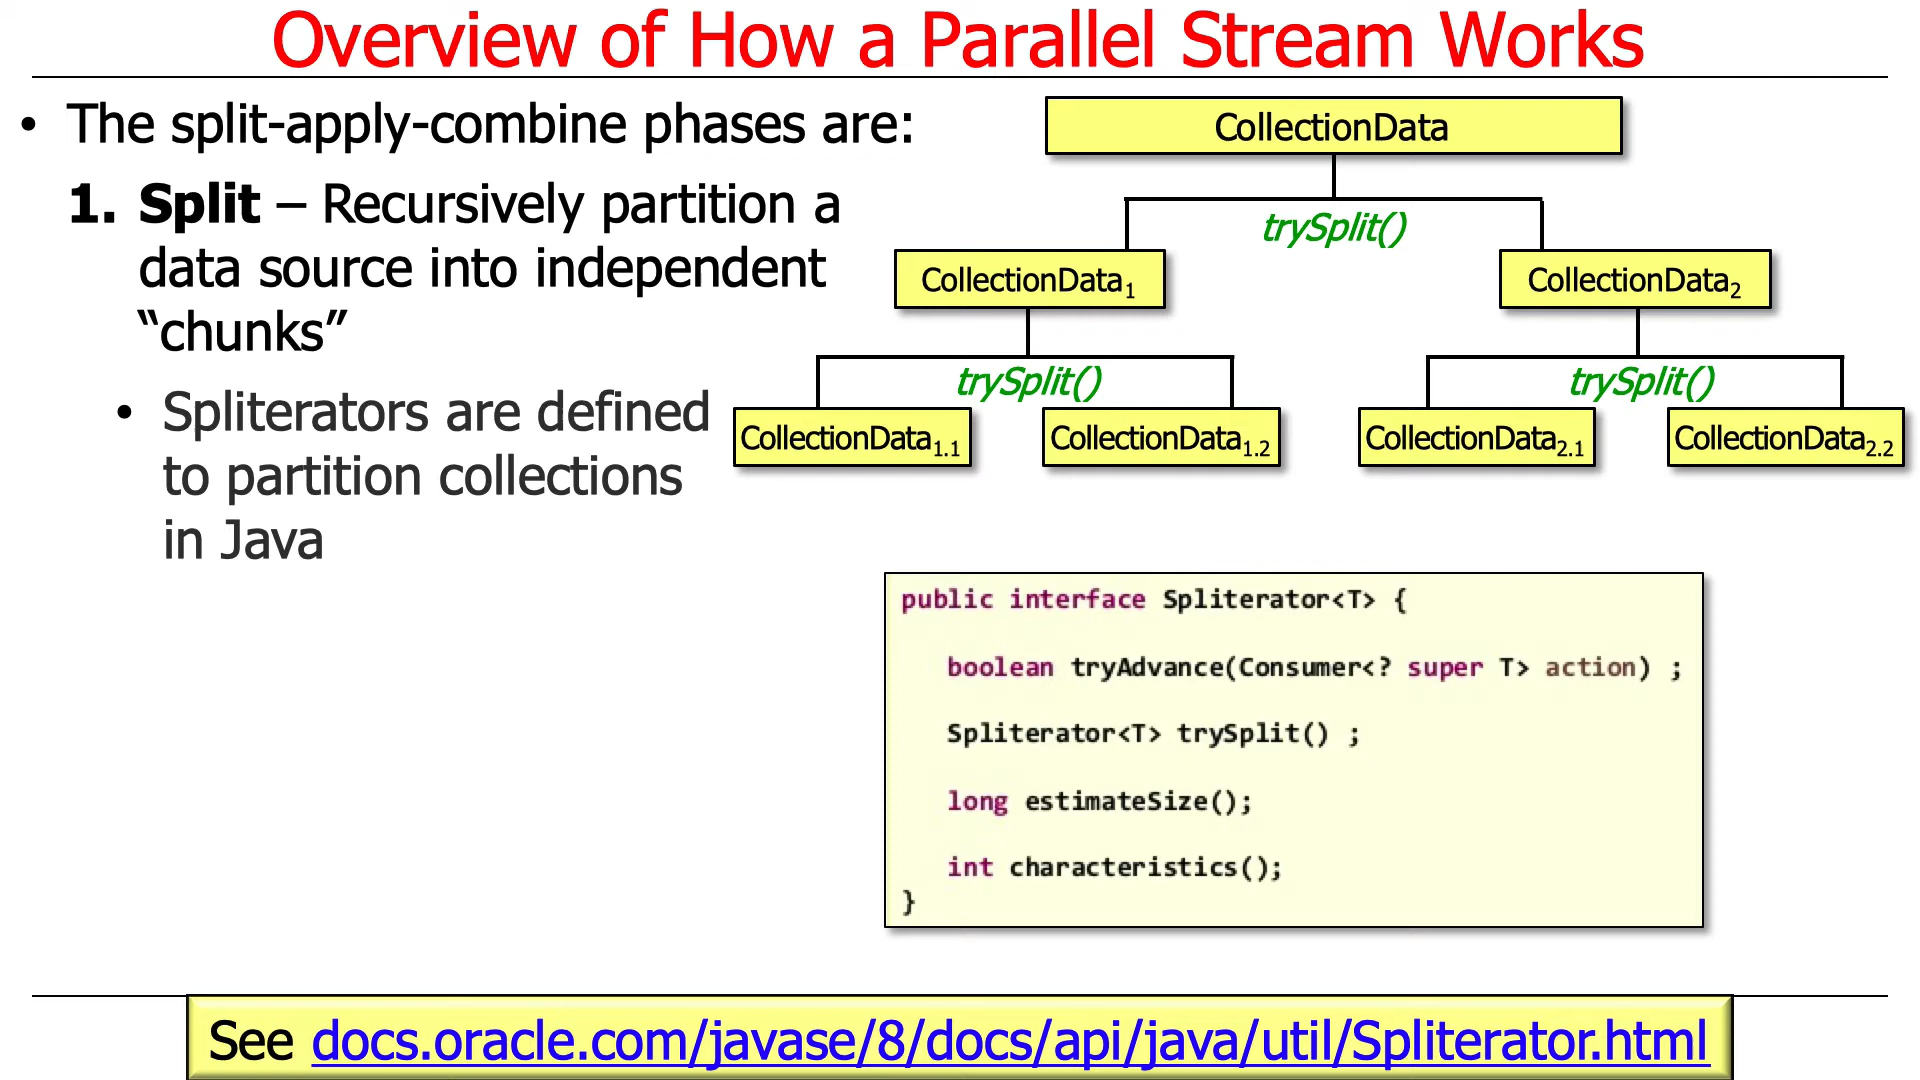 Overview of How a Parallel Stream Works
• The split-apply-combine phases are:
1. Split – Recursively partition a
data source into independent
“chunks”
• Spliterators are defined
to partition collections
in Java
CollectionData
trySplit()
CollectionData1
CollectionData2
trySplit()
trySplit()
CollectionData1.1
CollectionData1.2
CollectionData2.1
CollectionData2.2
public interface Spliterator<T> {
boolean tryAdvance(Consumer<? super T> action) ;
Spliterator<T> trySplit() ;
long estimateSize();
int characteristics();
}
See docs.oracle.com/javase/8/docs/api/java/util/Spliterator.html